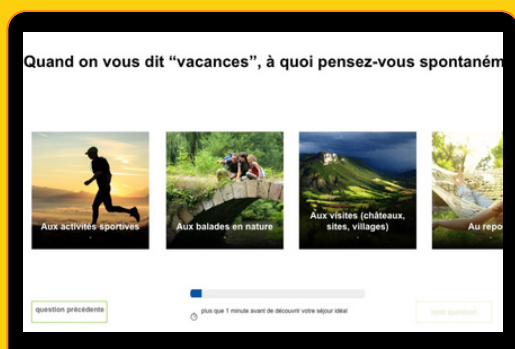 Quand on vous dit “vacances”, à quoi pensez-vous spontaném
Aux activités sportives
Aux balades en nature
Aux visites (châteaux,
sites, villages)
Au repo
question précédente
plus que 1 minute avant de découvrir votre séjour idéal